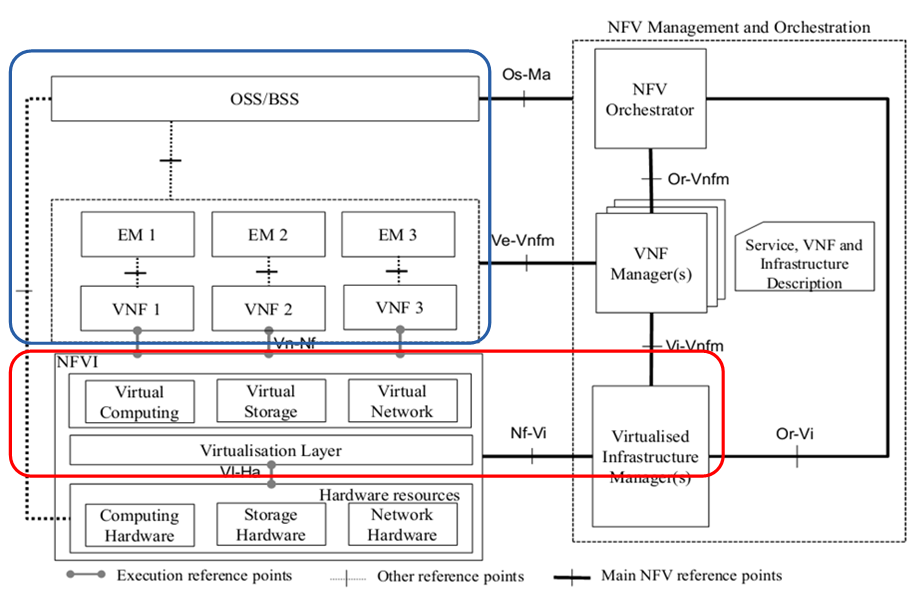 NFV Management and Orchestration
OSS/BSS
Os-Ma
NFV
Orchestrator
Or-Vnfm
EM 1
EM 2
EM 3
Ve-Vnfm
VNF
Manager(s)
Service, VNF and
Infrastructure
Description
VNF 1
VNF 2
VNF 3
Vn-Nf
Vi-Vnfm
NFVI
Virtual
Computing
Virtual
Storage
Virtual
Network
Virtualisation Layer
Nf-Vi
Virtualised
Infrastructure
Manager(s)
Or-Vi
Vl-Ha
Hardware resources
Computing
Hardware
Storage
Hardware
Network
Hardware
Execution reference points
Other reference points
Main NFV reference points